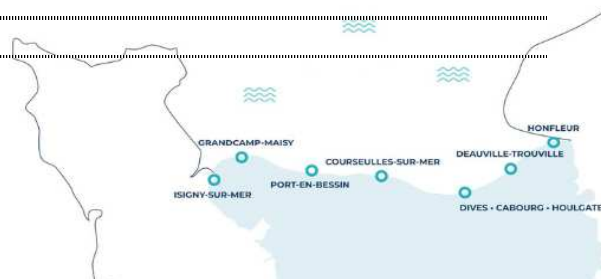 HONFLEUR
GRANDCAMP-MAISY
DEAUVILLE-TROUVILLE
COURSEULLES-SUR-MER
PORT-EN-BESSIN
ISIGNY-SUR-MER
DIVES • CABOURG • HOULGATE